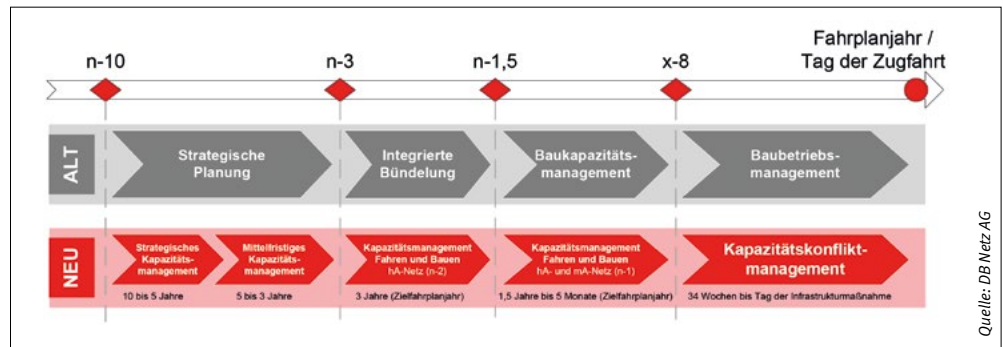 Fahrplanjahr /
Tag der Zugfahrt
n-10
n-3
n-1,5
x-8
ALT
Strategische
Planung
Integrierte
Bündelung
Baukapazitäts-
management
Baubetriebs-
management
NEU
Strategisches
Kapazitäts-
management
Mittelfristiges
Kapazitäts-
management
Kapazitätsmanagement
Fahren und Bauen
hA-Netz (n-2)
Kapazitätsmanagement
Fahren und Bauen
hA- und mA-Netz (n-1)
Kapazitätskonflikt-
management
10 bis 5 Jahre
5 bis 3 Jahre
3 Jahre (Zielfahrplanjahr)
1,5 Jahre bis 5 Monate (Zielfahrplanjahr)
34 Wochen bis Tag der Infrastrukturmaßnahme
Quelle: DB Netz AG